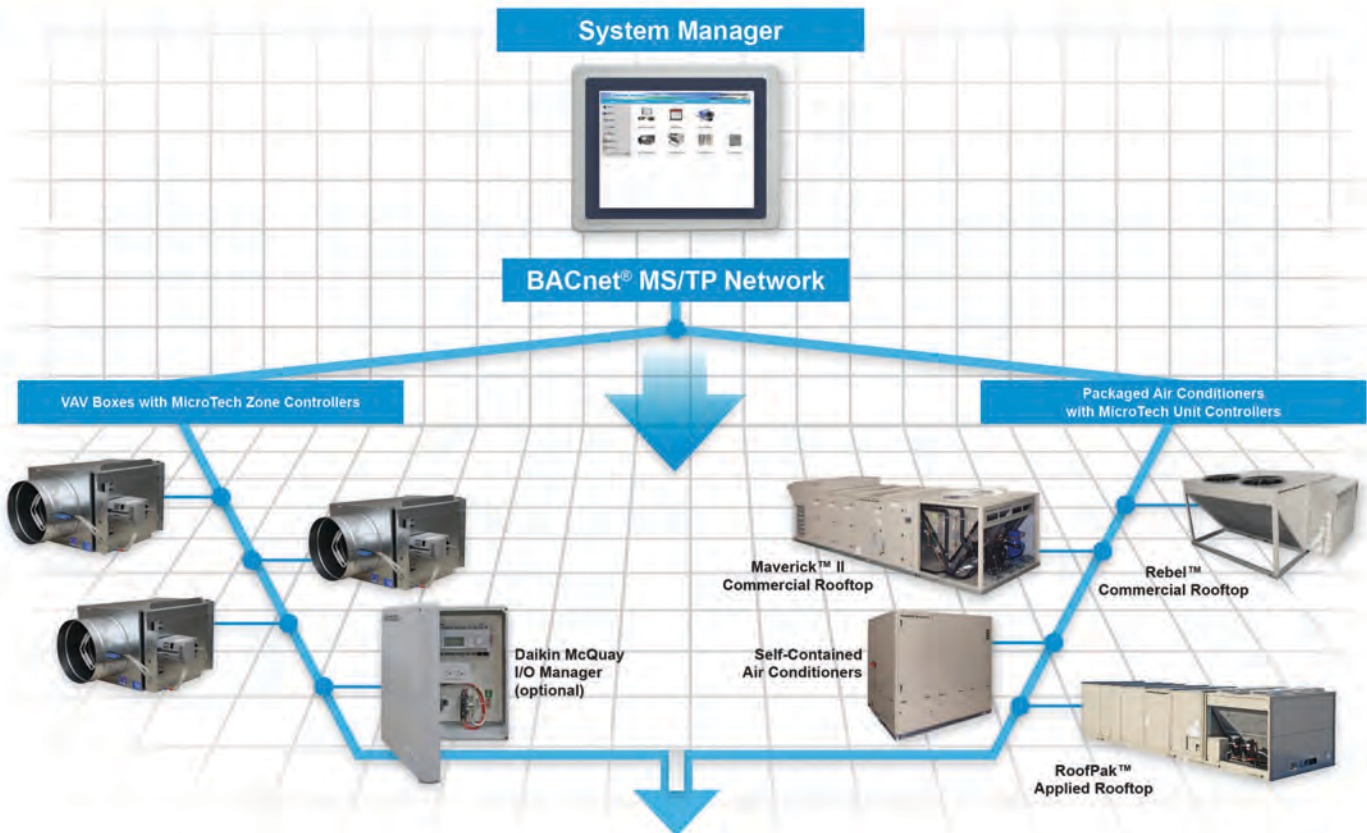 System Manager
BACnet® MS/TP Network
VAV Boxes with MicroTech Zone Controllers
Packaged Air Conditioners
with MicroTech Unit Controllers
Maverick™ II
Commercial Rooftop
Rebel™
Commercial Rooftop
Daikin McQuay
I/O Manager
(optional)
Self-Contained
Air Conditioners
RoofPak™
Applied Rooftop